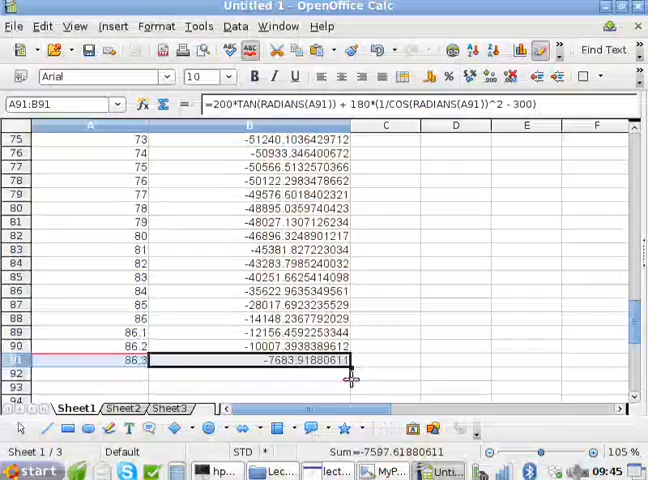 Untitled 1 - OpenOffice Calc
File Edit View Insert Format Tools Data Window Help
Find Text
Arial 10
A91:B91 =200*TAN(RADIANS(A91)) + 180*(1/COS(RADIANS(A91))^2 - 300)
A B C D E F
75 73 -51240.1036429712
76 74 -50933.346400672
77 75 -50566.5132570366
78 76 -50122.2983478662
79 77 -49576.6018402321
80 78 -48895.0359740423
81 79 -48027.1307126234
82 80 -46896.3248901217
83 81 -45381.827223034
84 82 -43283.7985240032
85 83 -40251.6625414098
86 84 -35622.9635349561
87 85 -28017.6923235529
88 86 -14148.2367792029
89 86.1 -12156.4592253344
90 86.2 -10007.3938389612
91 86.3 -7683.91880611
92
93
94
Sheet1 Sheet2 Sheet3
Sheet 1 / 3 Default STD * Sum=-7597.61880611 105 %
start hp... Lec... lect... MyP... Unti... 09:45